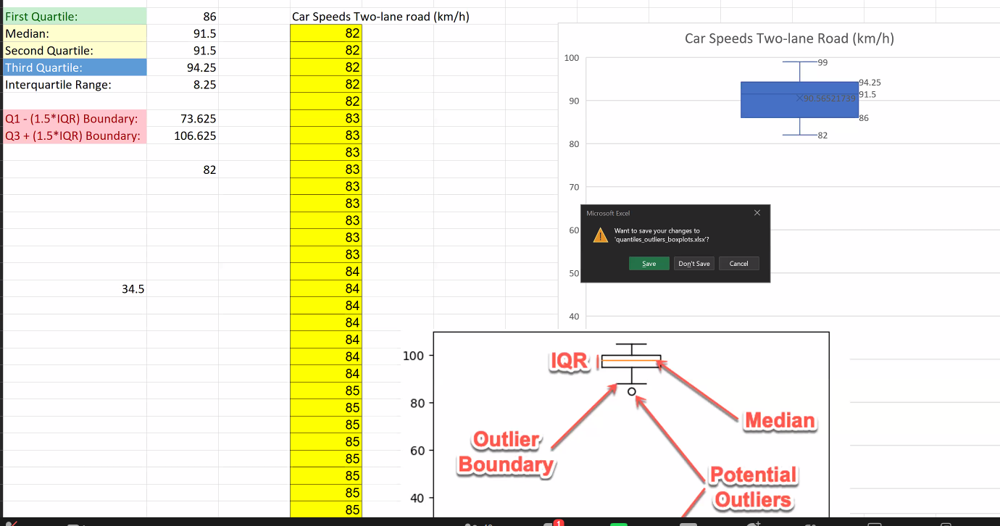 First Quartile: 86
Median: 91.5
Second Quartile: 91.5
Third Quartile: 94.25
Interquartile Range: 8.25
Q1 - (1.5*IQR) Boundary: 73.625
Q3 + (1.5*IQR) Boundary: 106.625
82
34.5
Car Speeds Two-lane road (km/h)
82
82
82
82
82
83
83
83
83
83
83
83
83
83
84
84
84
84
84
84
84
85
85
85
85
85
85
85
85
Car Speeds Two-lane Road (km/h)
100
90
80
70
60
50
40
99
94.25
91.5
90.56521739
86
82
Microsoft Excel
Want to save your changes to
'quantiles_outliers_boxplots.xlsx'?
Save Don't Save Cancel
100
80
60
40
IQR
Median
Outlier
Boundary
Potential
Outliers
1